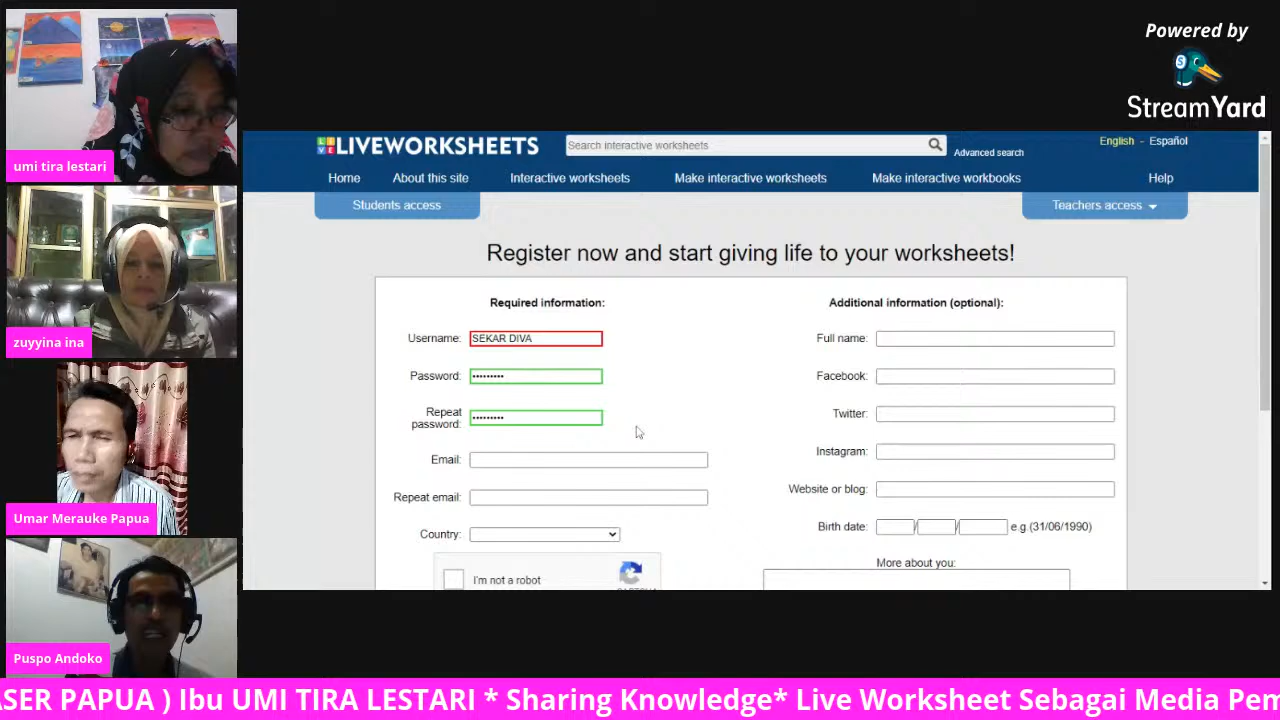 Powered by
StreamYard
umi tira lestari
zuyyina ina
Umar Merauke Papua
Puspo Andoko
LIVE LIVEWORKSHEETS
Search interactive worksheets
Advanced search
English - Español
Home About this site Interactive worksheets Make interactive worksheets Make interactive workbooks Help
Students access
Teachers access
Register now and start giving life to your worksheets!
Required information:
Username: SEKAR DIVA
Password: •••••••••
Repeat
password: •••••••••
Email:
Repeat email:
Country:
I'm not a robot
Additional information (optional):
Full name:
Facebook:
Twitter:
Instagram:
Website or blog:
Birth date: / / e.g (31/06/1990)
More about you:
ASER PAPUA ) Ibu UMI TIRA LESTARI * Sharing Knowledge* Live Worksheet Sebagai Media Pem